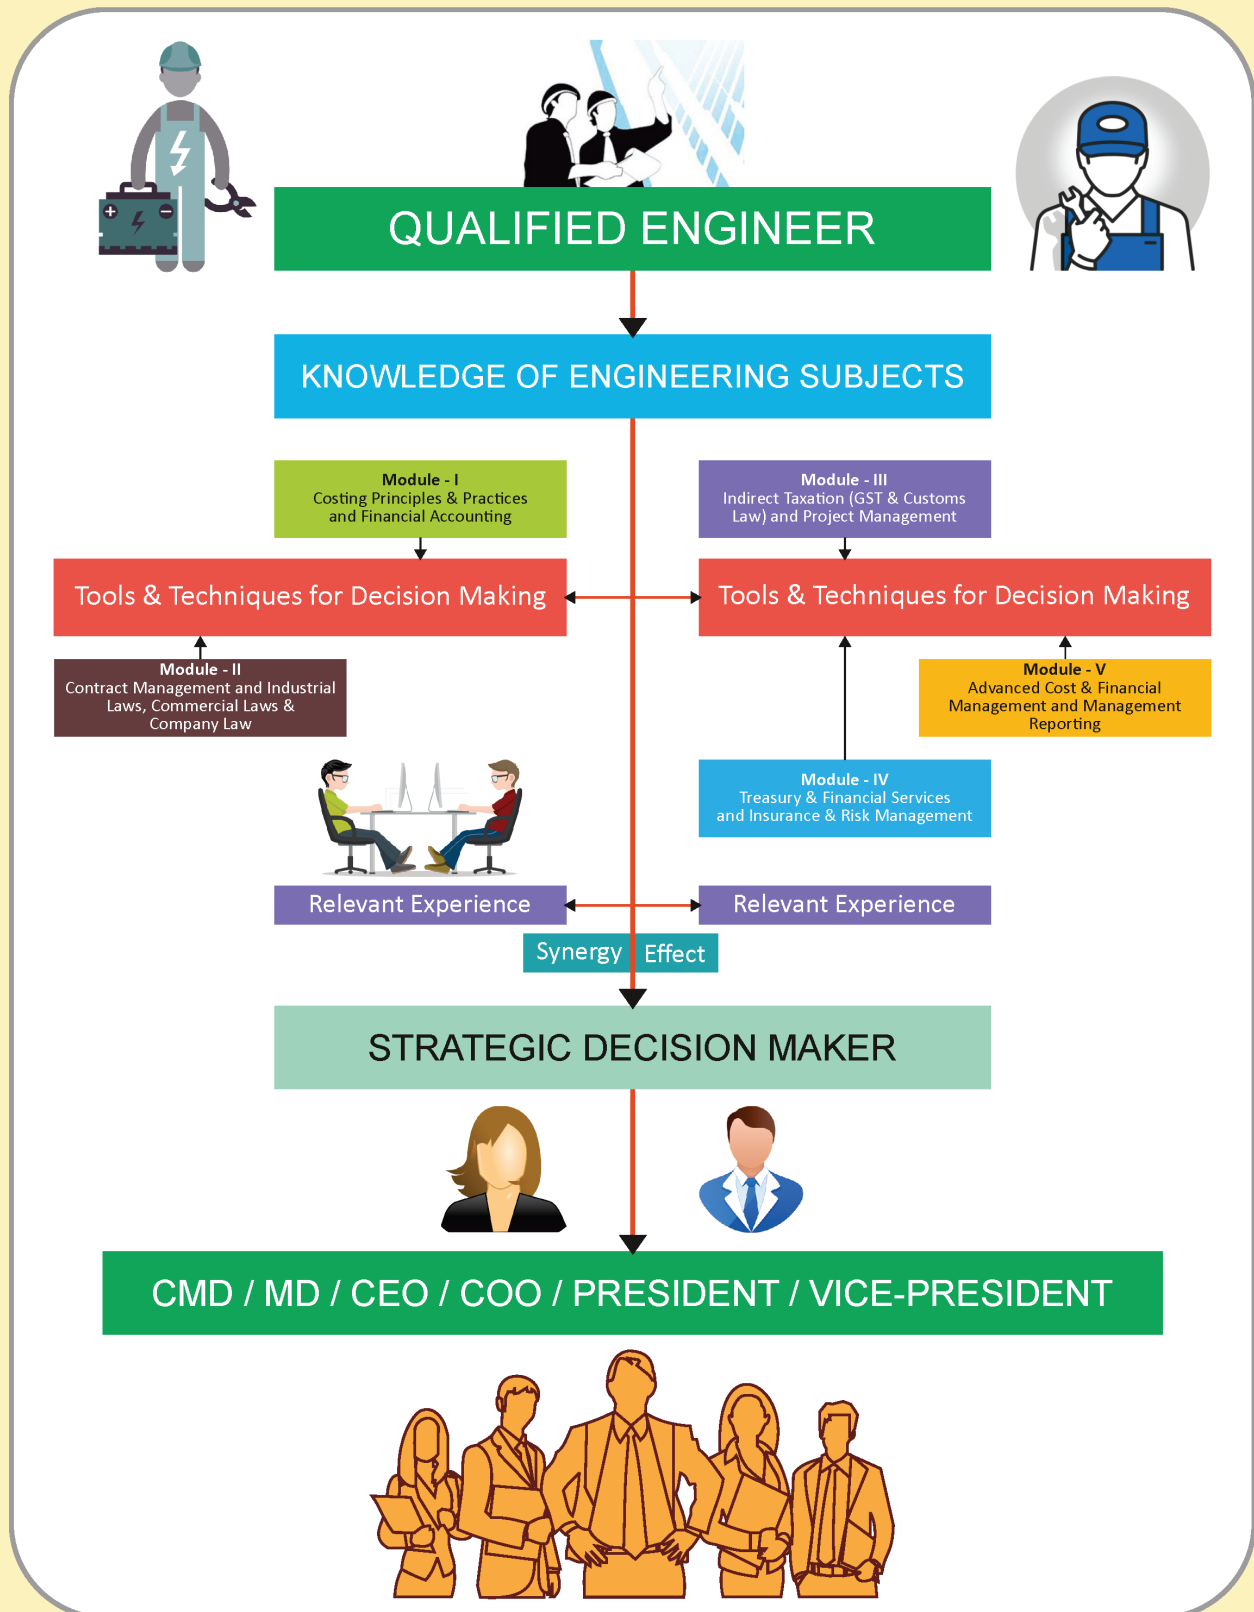 QUALIFIED ENGINEER
KNOWLEDGE OF ENGINEERING SUBJECTS
Module - I
Costing Principles & Practices
and Financial Accounting
Module - III
Indirect Taxation (GST & Customs
Law) and Project Management
Tools & Techniques for Decision Making
Tools & Techniques for Decision Making
Module - II
Contract Management and Industrial
Laws, Commercial Laws &
Company Law
Module - V
Advanced Cost & Financial
Management and Management
Reporting
Module - IV
Treasury & Financial Services
and Insurance & Risk Management
Relevant Experience
Relevant Experience
Synergy Effect
STRATEGIC DECISION MAKER
CMD / MD / CEO / COO / PRESIDENT / VICE-PRESIDENT